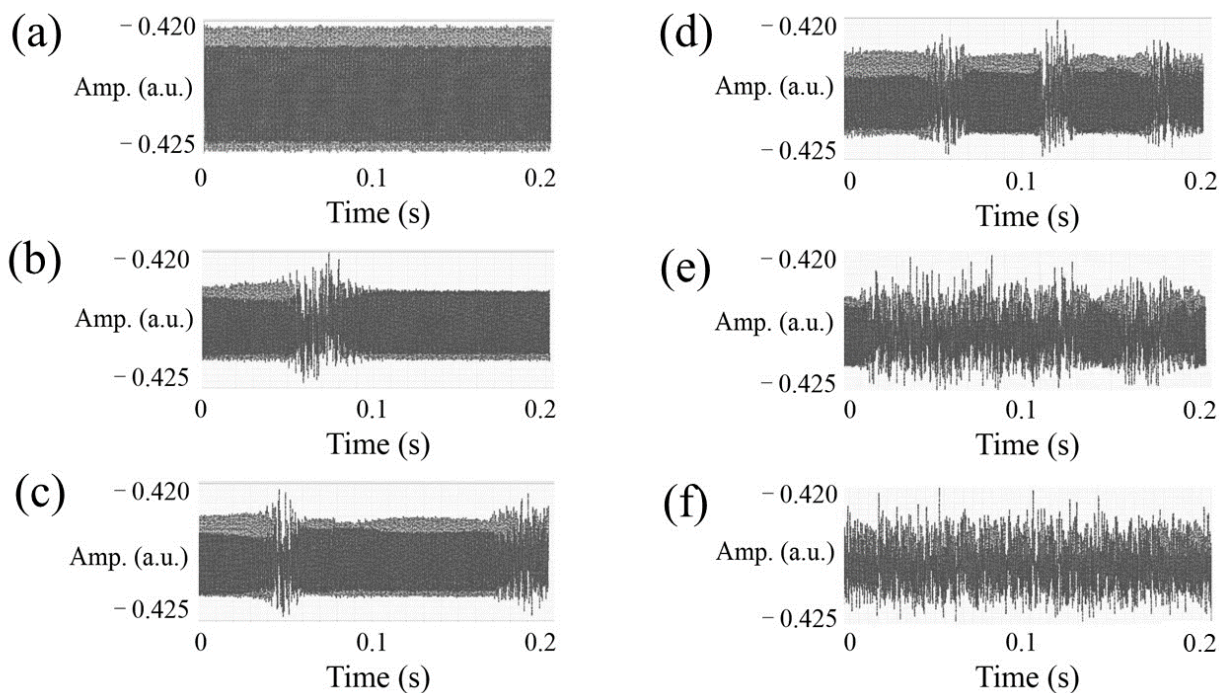 (a)
− 0.420
Amp. (a.u.)
− 0.425
0 0.1 0.2
Time (s)
(b)
− 0.420
Amp. (a.u.)
− 0.425
0 0.1 0.2
Time (s)
(c)
− 0.420
Amp. (a.u.)
− 0.425
0 0.1 0.2
Time (s)
(d)
− 0.420
Amp. (a.u.)
− 0.425
0 0.1 0.2
Time (s)
(e)
− 0.420
Amp. (a.u.)
− 0.425
0 0.1 0.2
Time (s)
(f)
− 0.420
Amp. (a.u.)
− 0.425
0 0.1 0.2
Time (s)